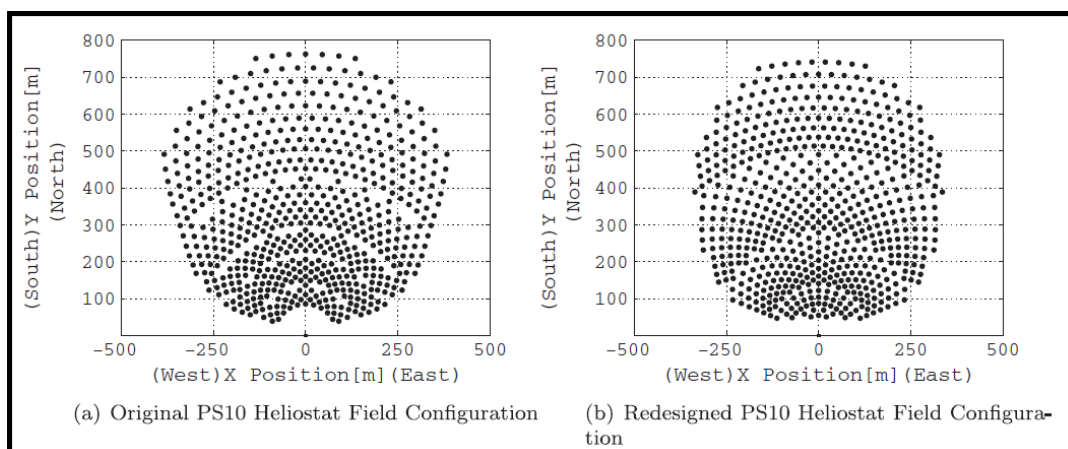 800
700
600
500
400
300
200
100
-500
-250
0
250
500
(South)Y Position[m]
(North)
(West)X Position[m](East)
(a) Original PS10 Heliostat Field Configuration
800
700
600
500
400
300
200
100
-500
-250
0
250
500
(South)Y Position[m]
(North)
(West)X Position[m](East)
(b) Redesigned PS10 Heliostat Field Configura-
tion